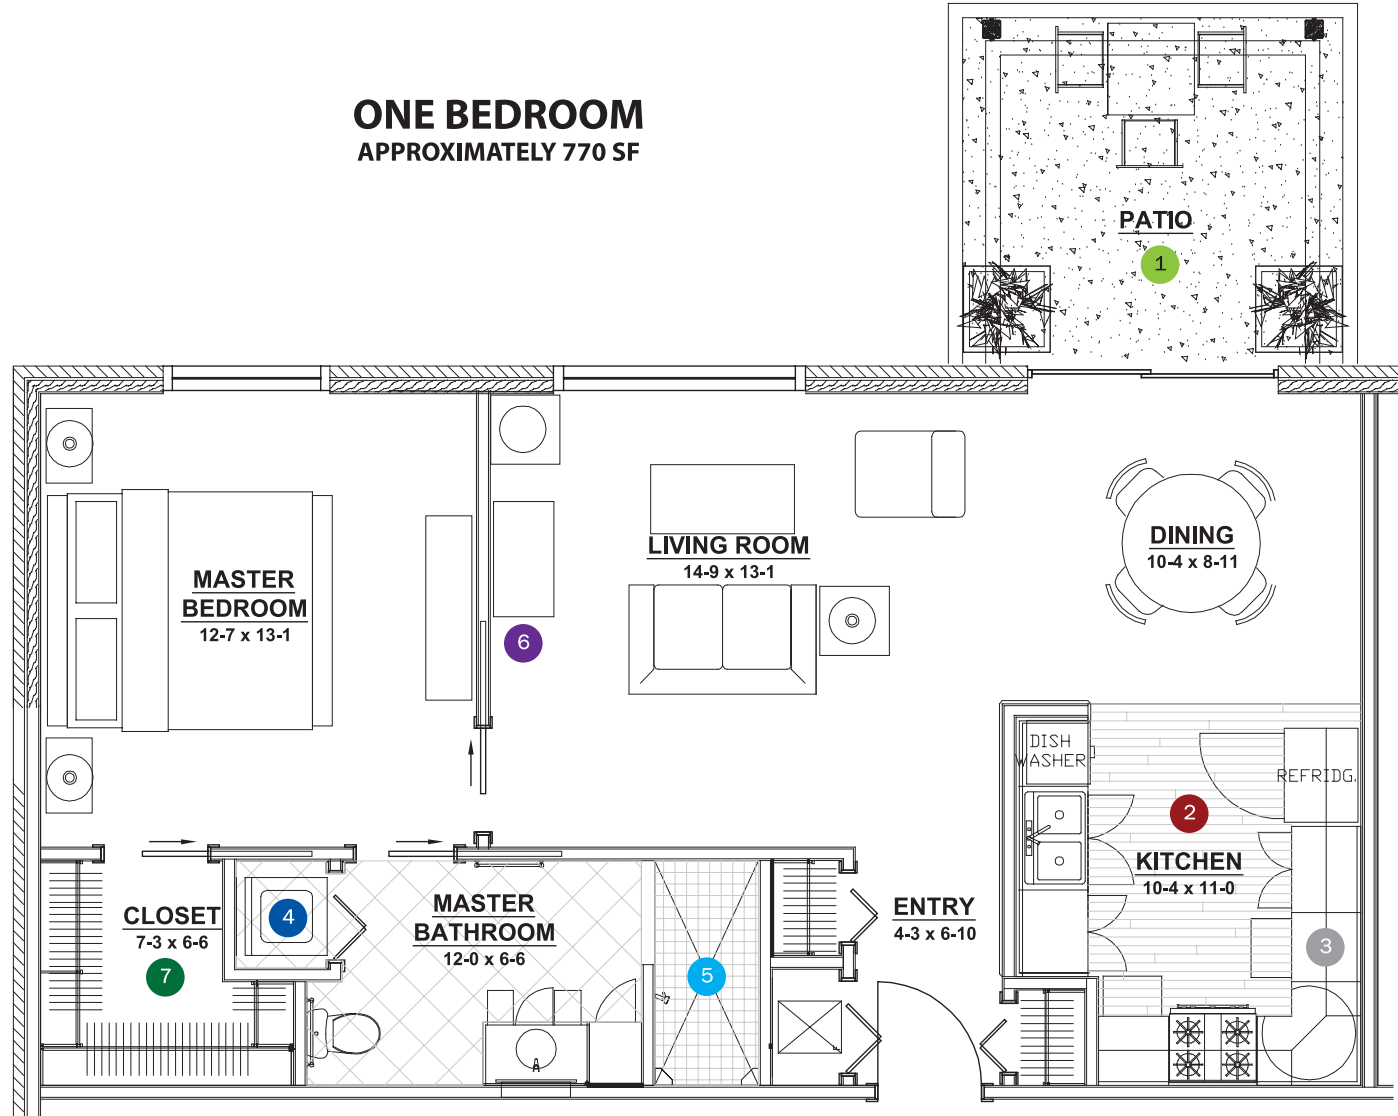 ONE BEDROOM
APPROXIMATELY 770 SF
PATIO
1
LIVING ROOM
14-9 x 13-1
DINING
10-4 x 8-11
MASTER
BEDROOM
12-7 x 13-1
6
DISH
WASHER
REFRIDG.
2
KITCHEN
10-4 x 11-0
3
CLOSET
7-3 x 6-6
7
4
MASTER
BATHROOM
12-0 x 6-6
5
ENTRY
4-3 x 6-10